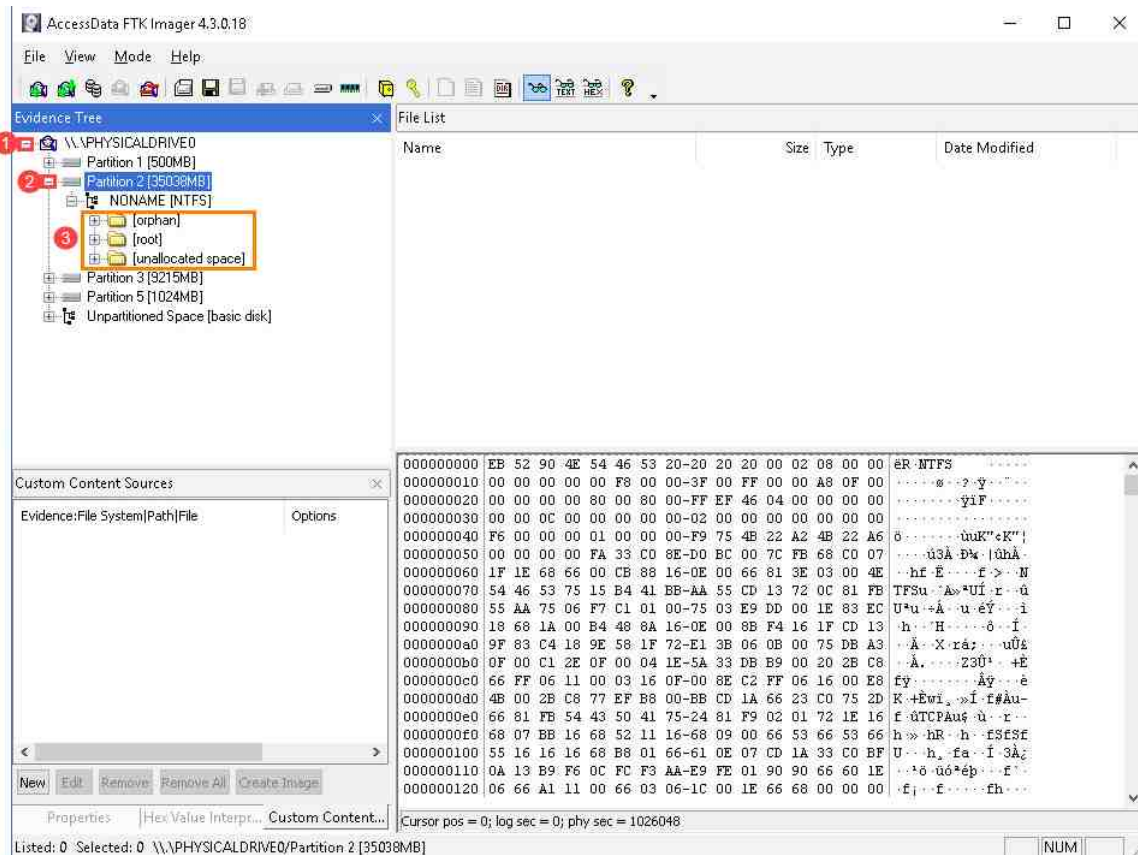 AccessData FTK Imager 4.3.0.18
File View Mode Help
Evidence Tree
File List
1 \\.\PHYSICALDRIVE0
Partition 1 [500MB]
2 Partition 2 [35038MB]
NONAME [NTFS]
[orphan]
3 [root]
[unallocated space]
Partition 3 [9215MB]
Partition 5 [1024MB]
Unpartitioned Space [basic disk]
Name Size Type Date Modified
Custom Content Sources
Evidence:File System|Path|File Options
New Edit Remove Remove All Create Image
Properties Hex Value Interpr... Custom Content...
000000000 EB 52 90 4E 54 46 53 20-20 20 20 00 02 08 00 00 ëR·NTFS ·····
000000010 00 00 00 00 00 F8 00 00-3F 00 FF 00 00 A8 0F 00
000000020 00 00 00 00 80 00 80 00-FF EF 46 04 00 00 00 00
000000030 00 00 0C 00 00 00 00 00-02 00 00 00 00 00 00 00
000000040 F6 00 00 00 01 00 00 00-F9 75 4B 22 A2 4B 22 A6
000000050 00 00 00 00 FA 33 C0 8E-D0 BC 00 7C FB 68 C0 07
000000060 1F 1E 68 66 00 CB 88 16-0E 00 66 81 3E 03 00 4E
000000070 54 46 53 75 15 B4 41 BB-AA 55 CD 13 72 0C 81 FB
000000080 55 AA 75 06 F7 C1 01 00-75 03 E9 DD 00 1E 83 EC
000000090 18 68 1A 00 B4 48 8A 16-0E 00 8B F4 16 1F CD 13
0000000a0 9F 83 C4 18 9E 58 1F 72-E1 3B 06 0B 00 75 DB A3
0000000b0 0F 00 C1 2E 0F 00 04 1E-5A 33 DB B9 00 20 2B C8
0000000c0 66 FF 06 11 00 03 16 0F-00 8E C2 FF 06 16 00 E8
0000000d0 4B 00 2B C8 77 EF B8 00-BB CD 1A 66 23 C0 75 2D
0000000e0 66 81 FB 54 43 50 41 75-24 81 F9 02 01 72 1E 16
0000000f0 68 07 BB 16 68 52 11 16-68 09 00 66 53 66 53 66
000000100 55 16 16 16 68 B8 01 66-61 0E 07 CD 1A 33 C0 BF
000000110 0A 13 B9 F6 0C FC F3 AA-E9 FE 01 90 90 66 60 1E
000000120 06 66 A1 11 00 66 03 06-1C 00 1E 66 68 00 00 00
Cursor pos = 0; log sec = 0; phy sec = 1026048
Listed: 0 Selected: 0 \\.\PHYSICALDRIVE0/Partition 2 [35038MB] NUM